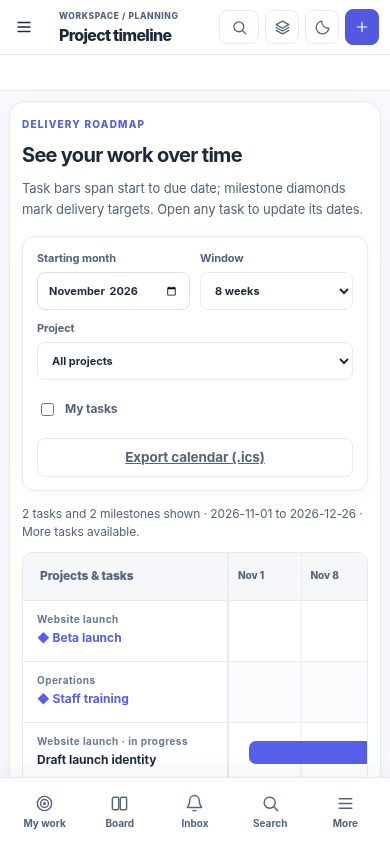 WORKSPACE / PLANNING
Project timeline
DELIVERY ROADMAP
See your work over time
Task bars span start to due date; milestone diamonds
mark delivery targets. Open any task to update its dates.
Starting month
Window
November 2026
8 weeks
Project
All projects
My tasks
Export calendar (.ics)
2 tasks and 2 milestones shown · 2026-11-01 to 2026-12-26 ·
More tasks available.
Projects & tasks
Nov 1
Nov 8
Website launch
◆ Beta launch
Operations
◆ Staff training
Website launch · in progress
Draft launch identity
My work
Board
Inbox
Search
More